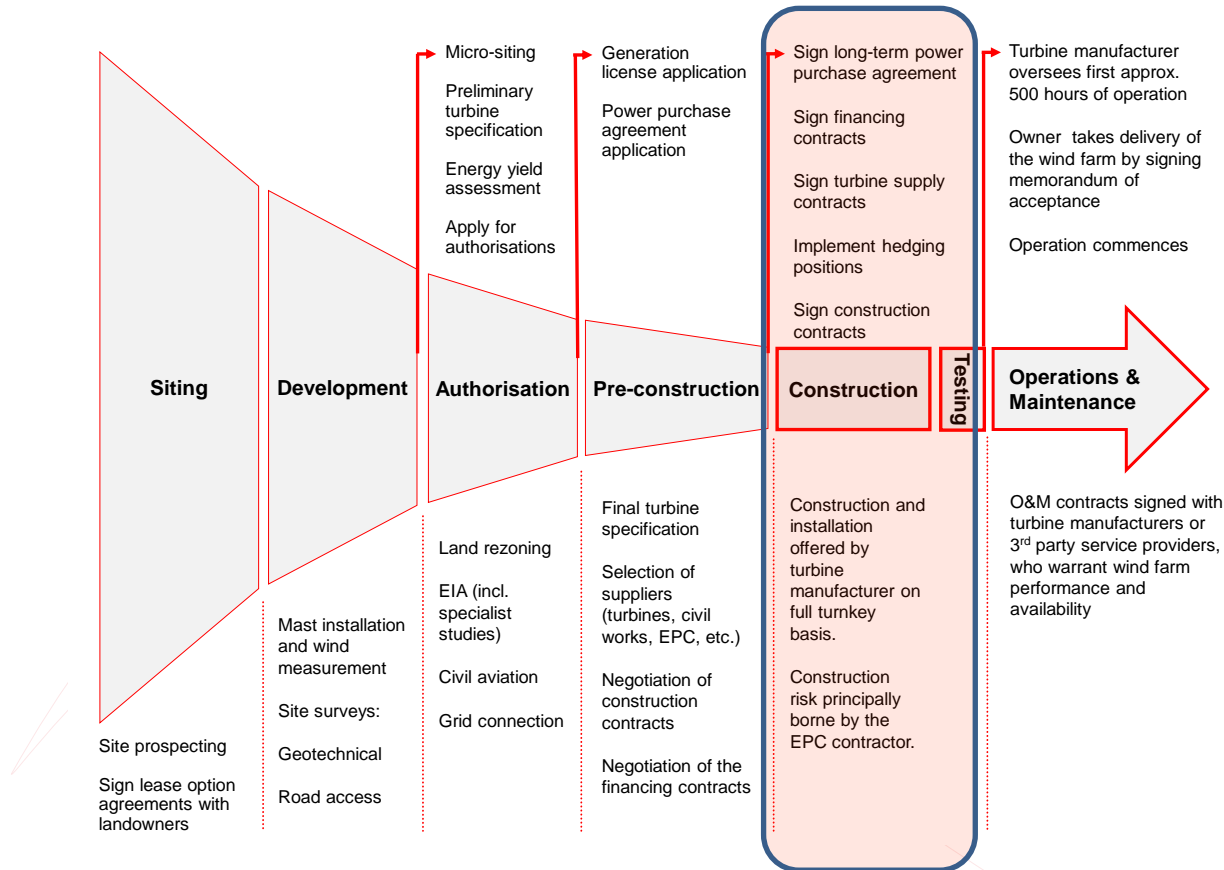 Micro-siting
Preliminary
turbine
specification
Energy yield
assessment
Apply for
authorisations
Generation
license application
Power purchase
agreement
application
Sign long-term power
purchase agreement
Sign financing
contracts
Sign turbine supply
contracts
Implement hedging
positions
Sign construction
contracts
Turbine manufacturer
oversees first approx.
500 hours of operation
Owner takes delivery of
the wind farm by signing
memorandum of
acceptance
Operation commences
Siting
Development
Authorisation
Pre-construction
Construction
Testing
Operations &
Maintenance
Site prospecting
Sign lease option
agreements with
landowners
Mast installation
and wind
measurement
Site surveys:
Geotechnical
Road access
Land rezoning
EIA (incl.
specialist
studies)
Civil aviation
Grid connection
Final turbine
specification
Selection of
suppliers
(turbines, civil
works, EPC, etc.)
Negotiation of
construction
contracts
Negotiation of the
financing contracts
Construction and
installation
offered by
turbine
manufacturer on
full turnkey
basis.
Construction
risk principally
borne by the
EPC contractor.
O&M contracts signed with
turbine manufacturers or
3rd party service providers,
who warrant wind farm
performance and
availability